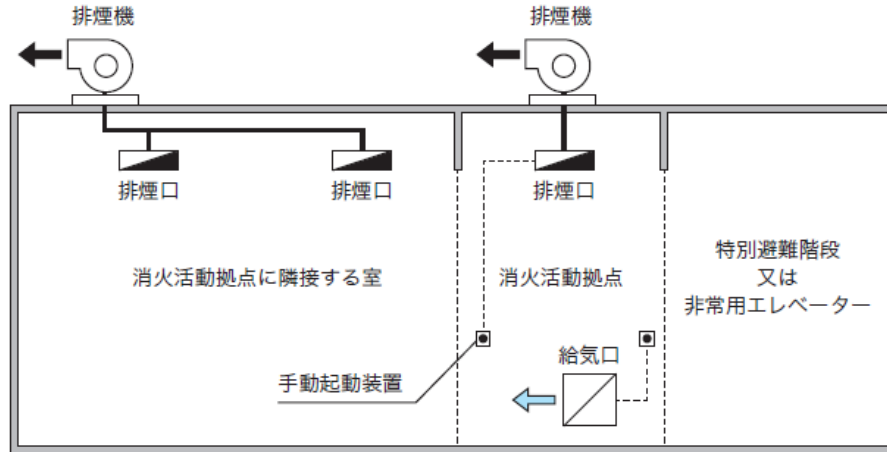 排煙機
排煙機
排煙口
排煙口
排煙口
消火活動拠点に隣接する室
消火活動拠点
特別避難階段
又は
非常用エレベーター
給気口
手動起動装置